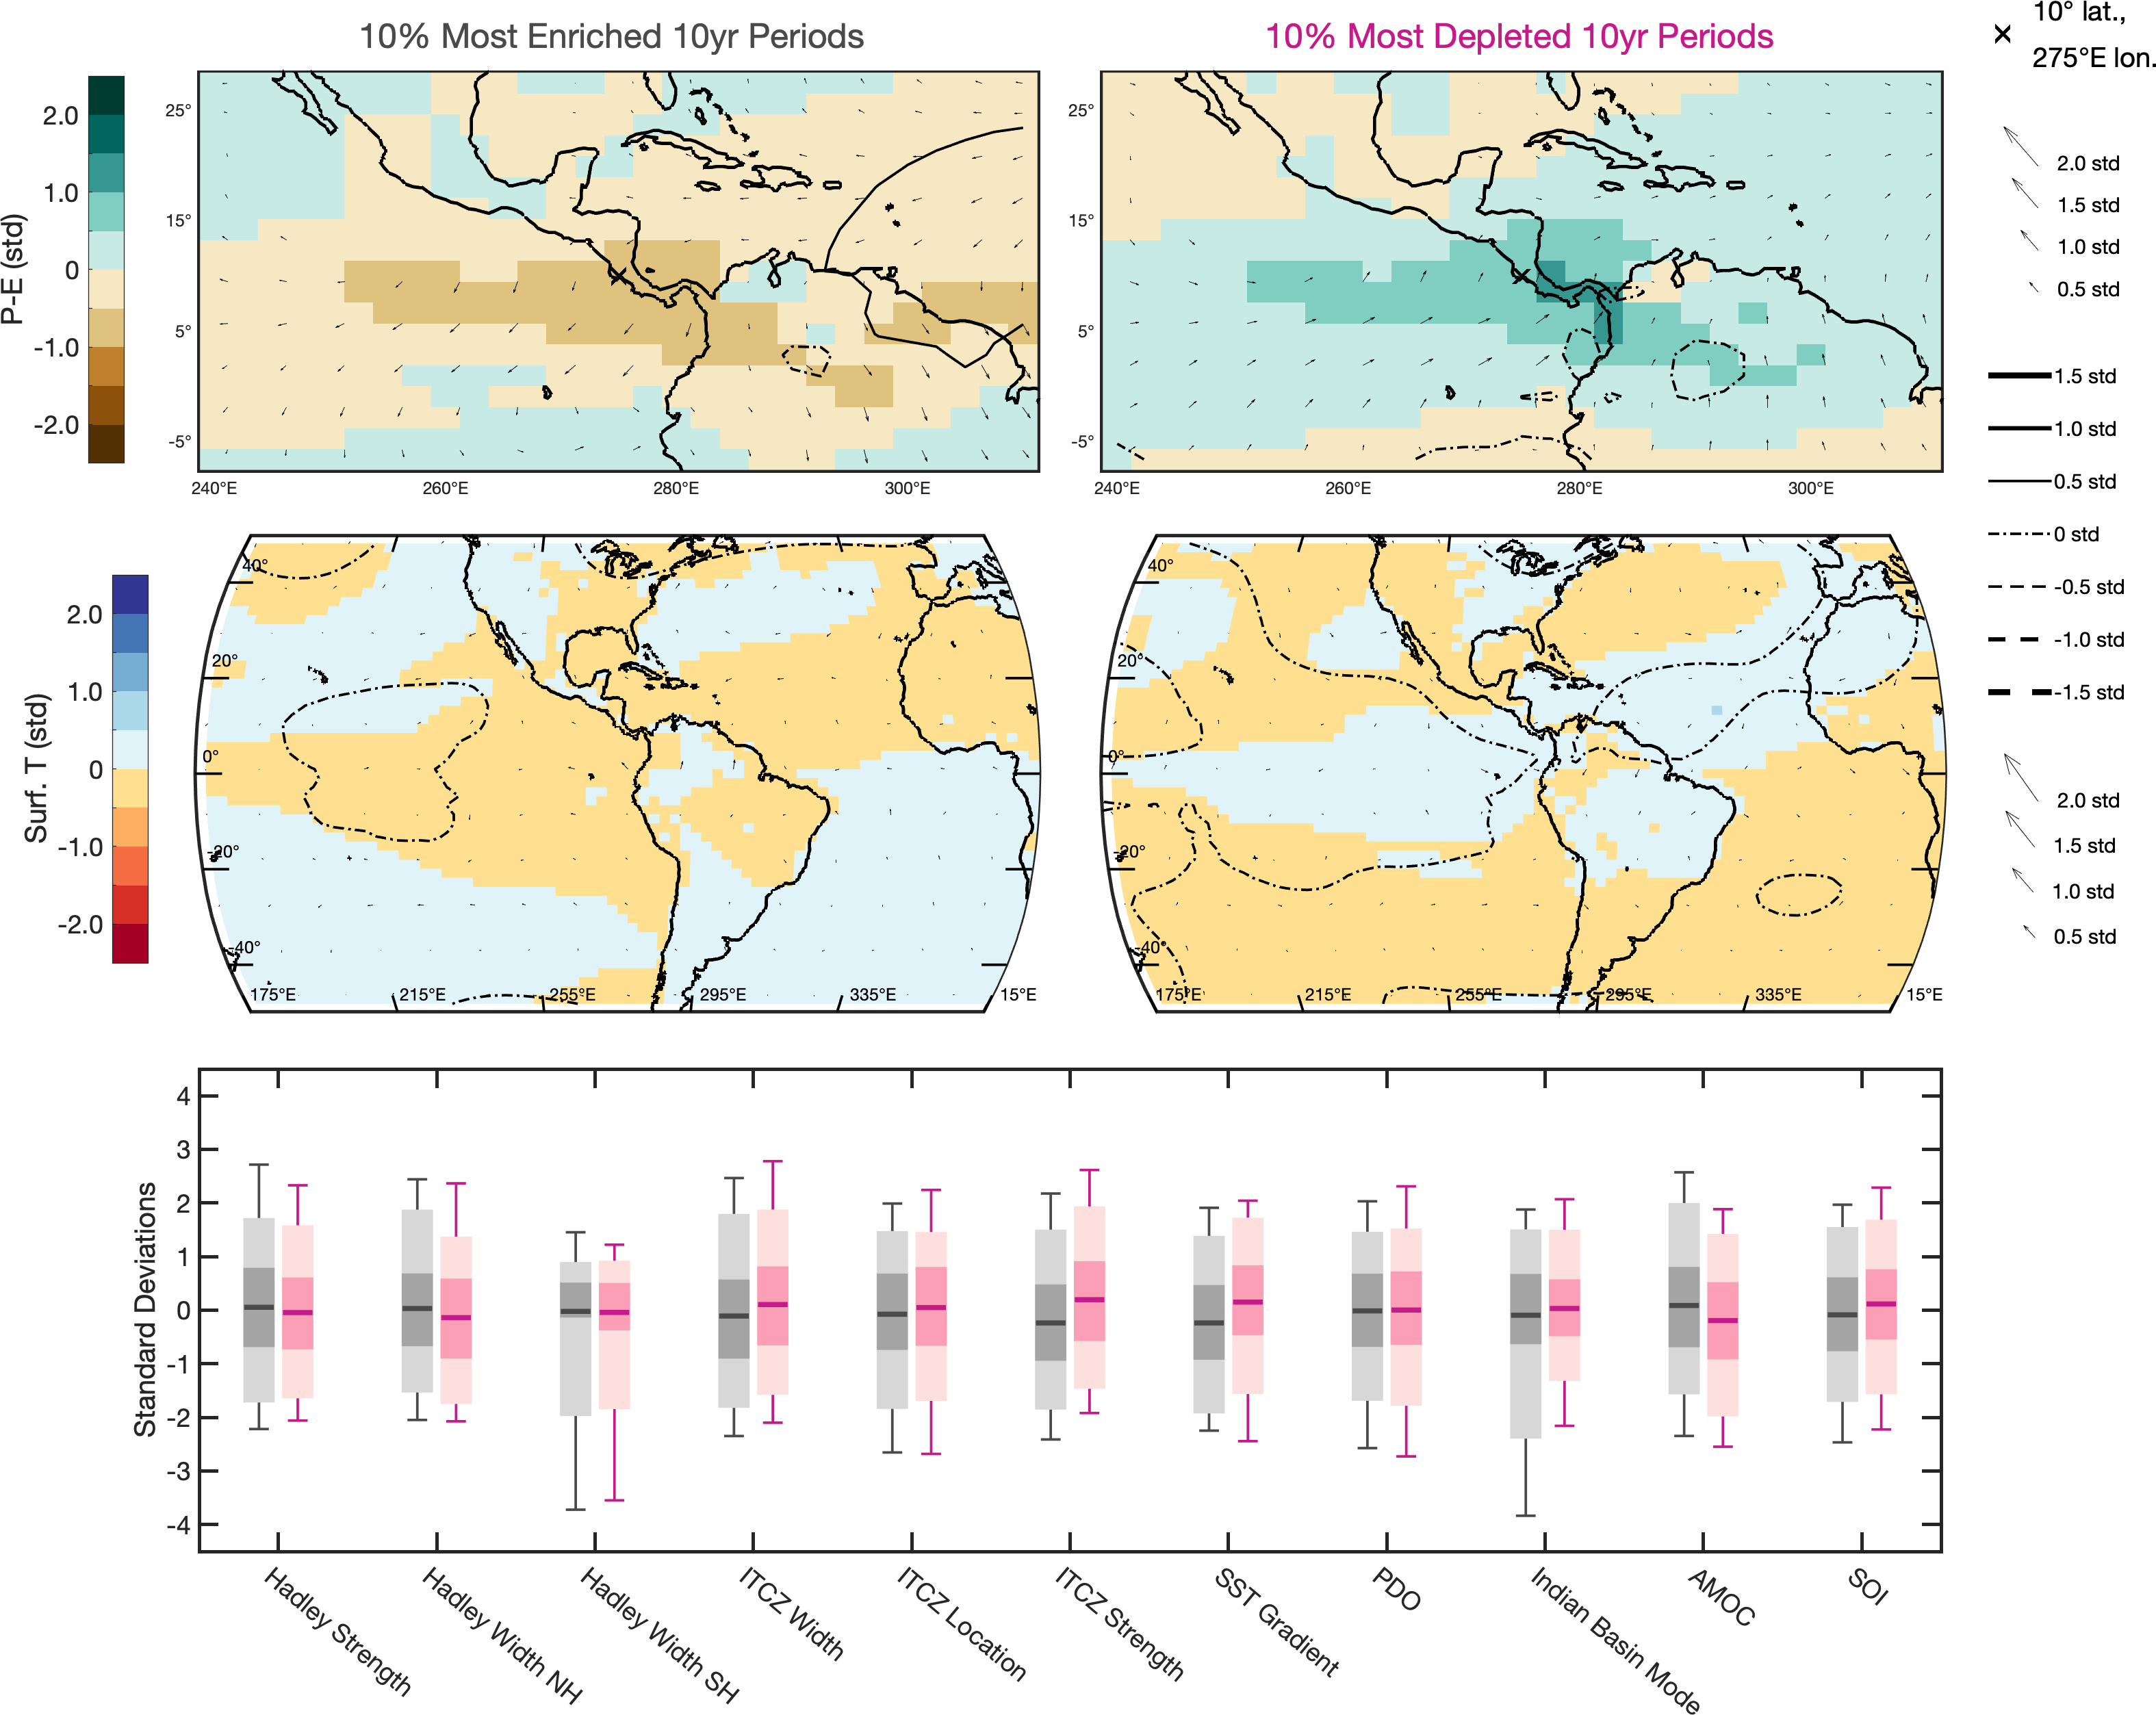 10% Most Enriched 10yr Periods
10% Most Depleted 10yr Periods
10° lat.,
275°E lon.
P-E (std)
2.0
1.0
0
-1.0
-2.0
25°
15°
5°
-5°
240°E
260°E
280°E
300°E
25°
15°
5°
-5°
240°E
260°E
280°E
300°E
2.0 std
1.5 std
1.0 std
0.5 std
1.5 std
1.0 std
0.5 std
0 std
-0.5 std
-1.0 std
-1.5 std
Surf. T (std)
2.0
1.0
0
-1.0
-2.0
40°
20°
0°
-20°
-40°
175°E
215°E
255°E
295°E
335°E
15°E
40°
20°
0°
-20°
-40°
175°E
215°E
255°E
295°E
335°E
15°E
2.0 std
1.5 std
1.0 std
0.5 std
Standard Deviations
4
3
2
1
0
-1
-2
-3
-4
Hadley Strength
Hadley Width NH
Hadley Width SH
ITCZ Width
ITCZ Location
ITCZ Strength
SST Gradient
PDO
Indian Basin Mode
AMOC
SOI